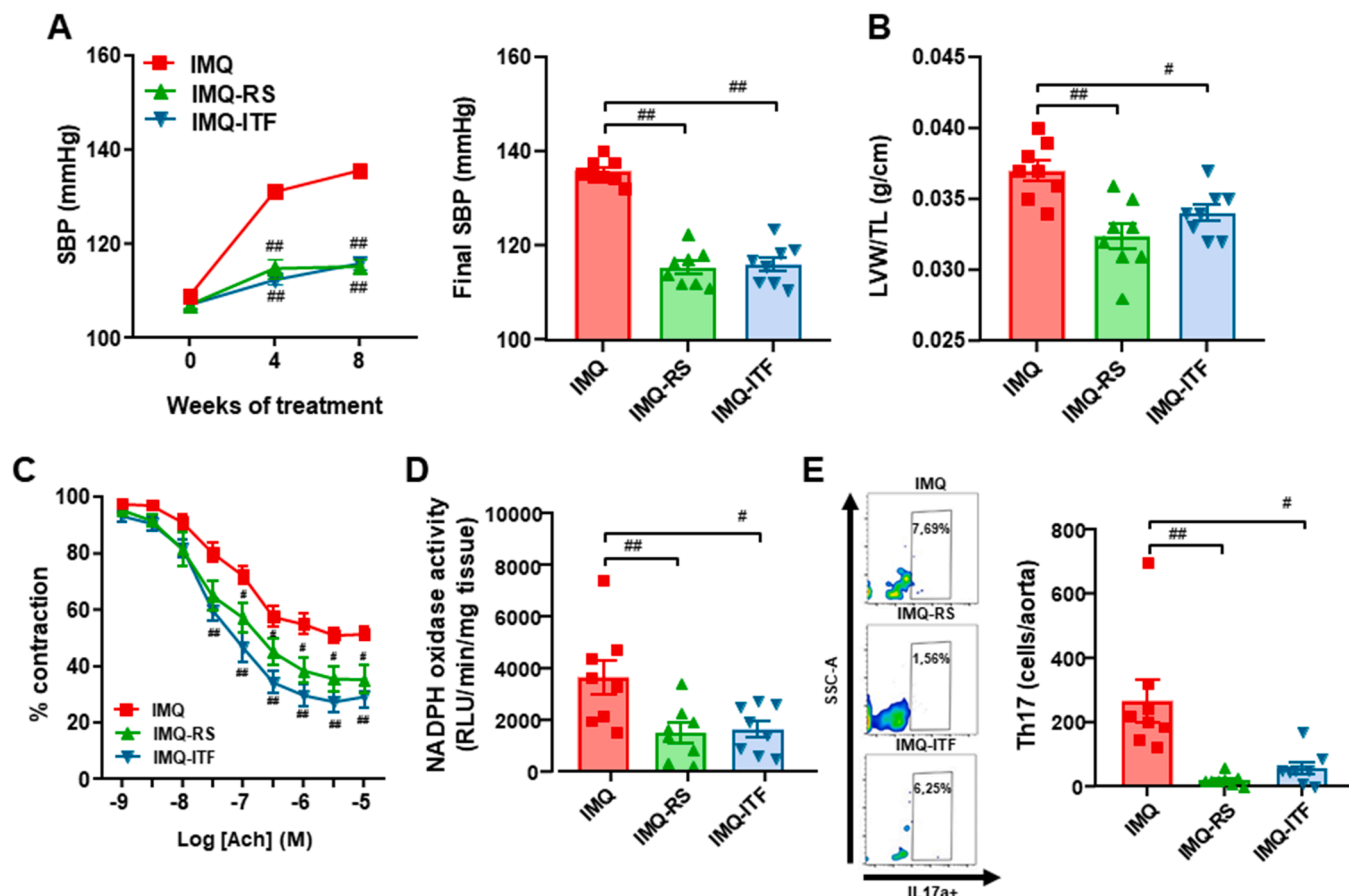 A
160
140
120
100
SBP (mmHg)
IMQ
IMQ-RS
IMQ-ITF
##
##
##
##
0
4
8
Weeks of treatment
160
140
120
100
Final SBP (mmHg)
##
##
IMQ
IMQ-RS
IMQ-ITF
B
0.045
0.040
0.035
0.030
0.025
LVW/TL (g/cm)
#
##
IMQ
IMQ-RS
IMQ-ITF
C
100
80
60
40
20
0
% contraction
#
#
#
#
#
##
##
##
##
##
##
IMQ
IMQ-RS
IMQ-ITF
-9
-8
-7
-6
-5
Log [Ach] (M)
D
NADPH oxidase activity
(RLU/min/mg tissue)
10000
8000
6000
4000
2000
0
#
##
IMQ
IMQ-RS
IMQ-ITF
E
SSC-A
IMQ
7,69%
IMQ-RS
1,56%
IMQ-ITF
6,25%
IL17a+
Th17 (cells/aorta)
800
600
400
200
0
#
##
IMQ
IMQ-RS
IMQ-ITF